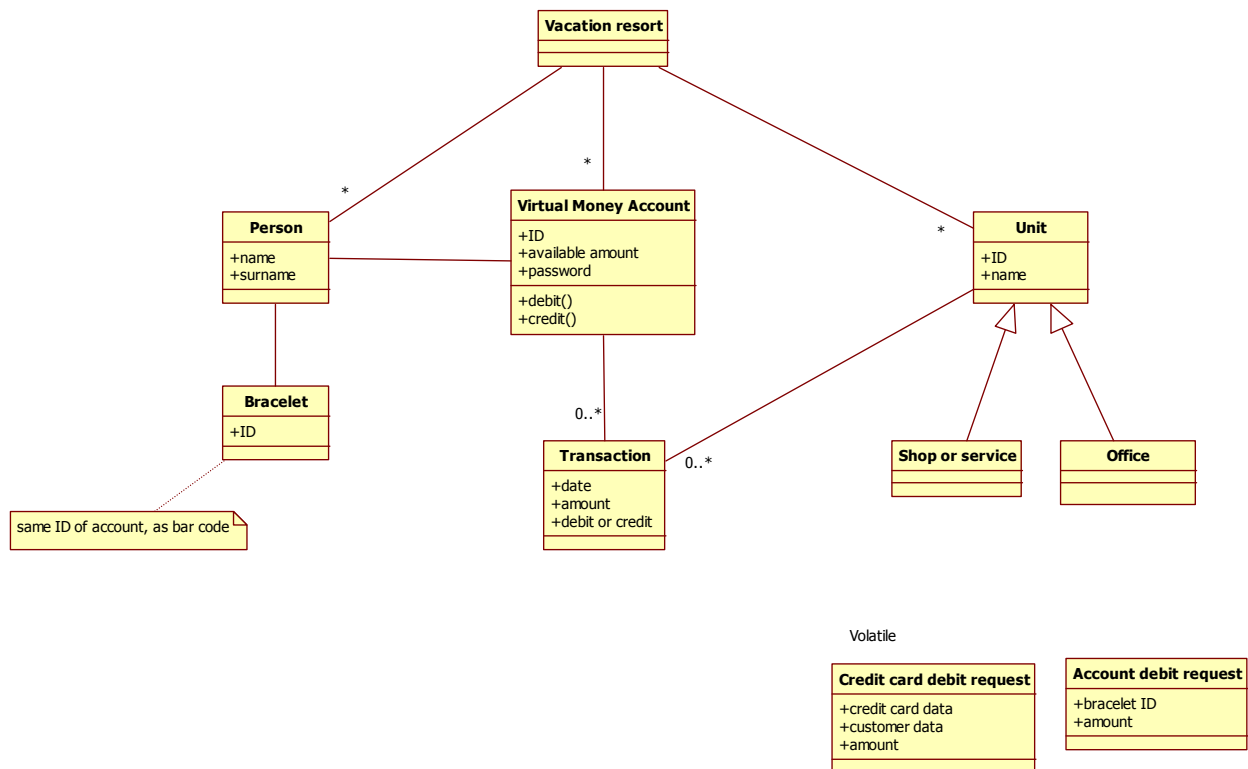 Vacation resort
*
*
*
Person
+name
+surname
Virtual Money Account
+ID
+available amount
+password
+debit()
+credit()
Unit
+ID
+name
Bracelet
+ID
same ID of account, as bar code
0..*
0..*
Transaction
+date
+amount
+debit or credit
Shop or service
Office
Volatile
Credit card debit request
+credit card data
+customer data
+amount
Account debit request
+bracelet ID
+amount